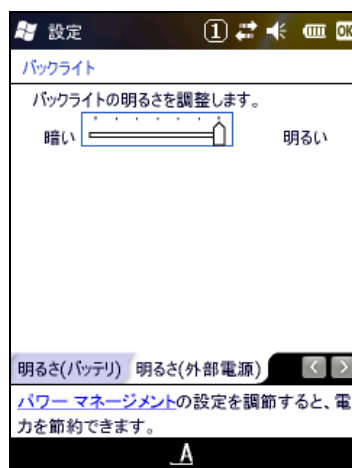 設定 1 OK
バックライト
バックライトの明るさを調整します。
暗い 明るい
明るさ(バッテリ) 明るさ(外部電源)
パワー マネージメントの設定を調節すると、電
力を節約できます。
A